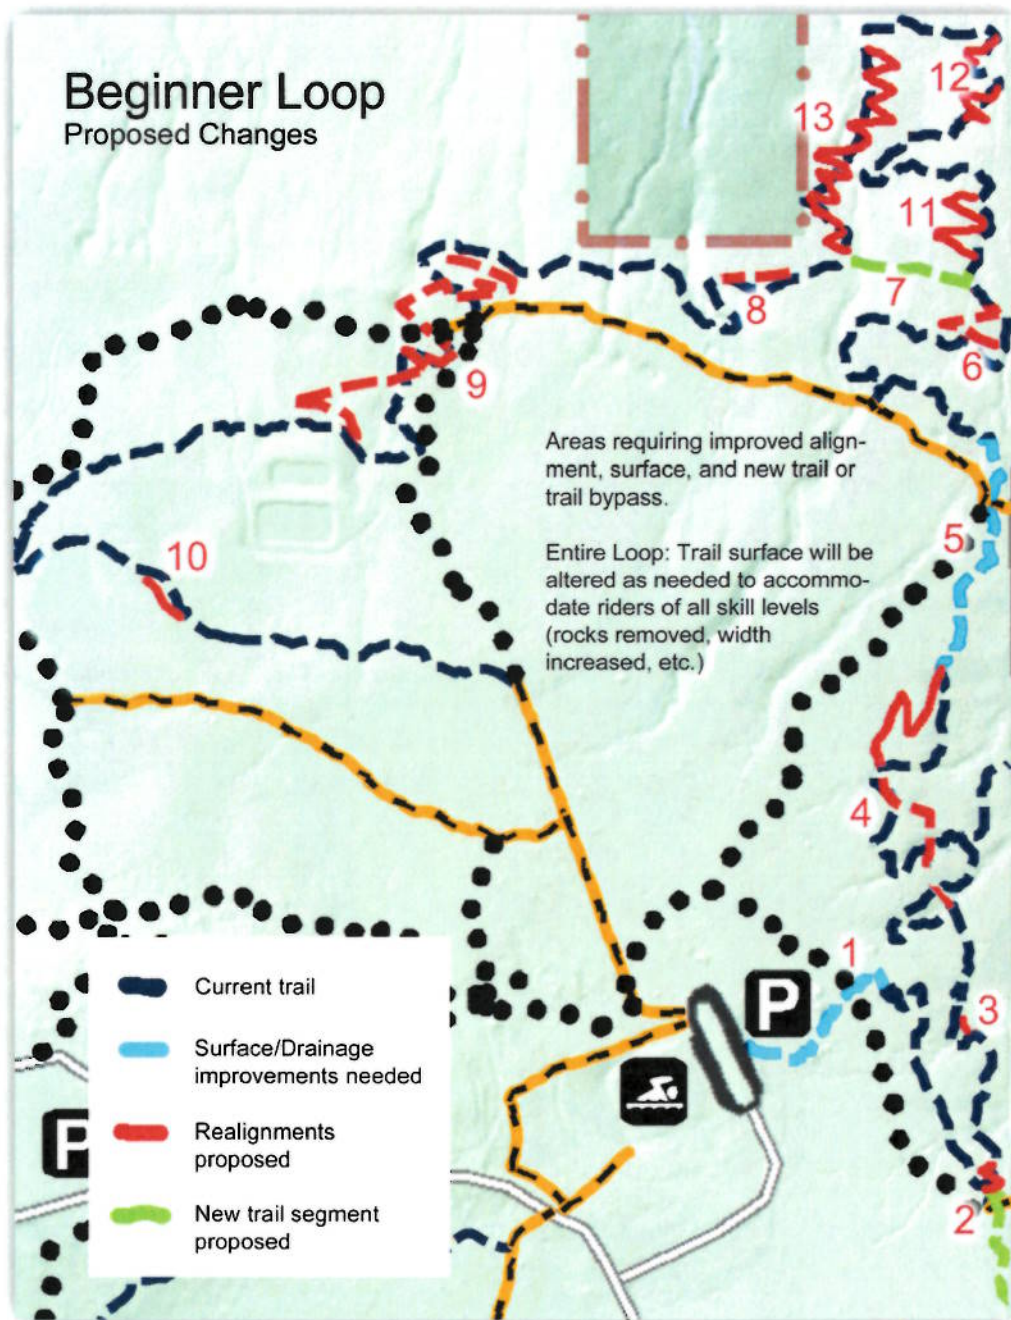 Beginner Loop
Proposed Changes
12
13
11
7
8
6
9
Areas requiring improved align-
ment, surface, and new trail or
trail bypass.
5
10
Entire Loop: Trail surface will be
altered as needed to accommo-
date riders of all skill levels
(rocks removed, width
increased, etc.)
4
1
P
3
Current trail
Surface/Drainage
improvements needed
P
Realignments
proposed
2
New trail segment
proposed